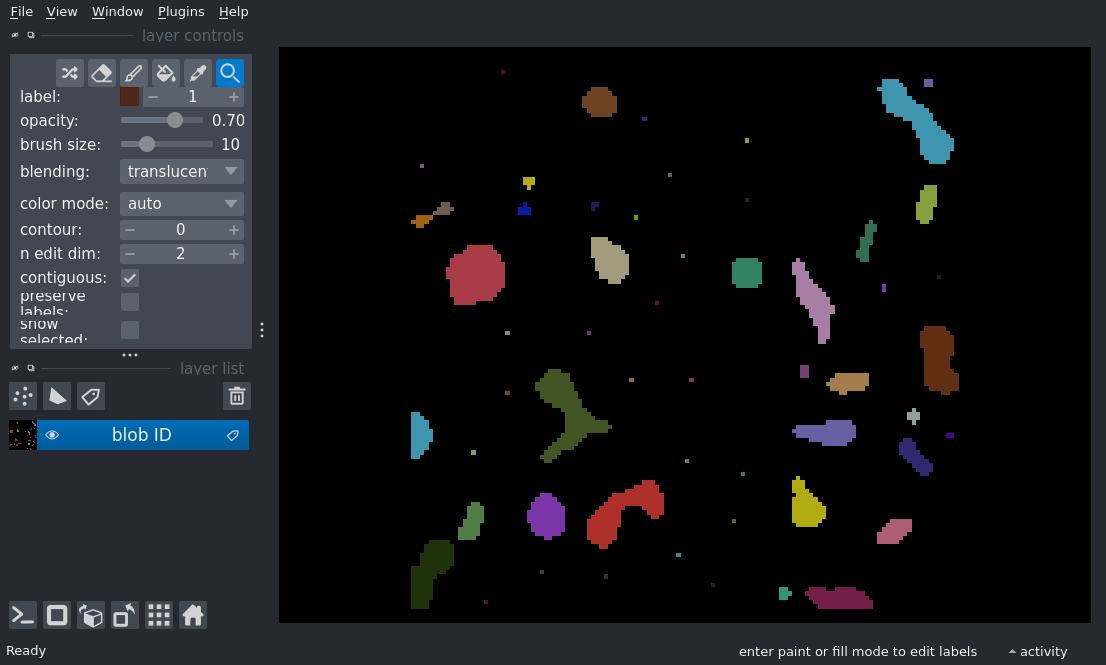 File View Window Plugins Help
layer controls
label: 1
opacity: 0.70
brush size: 10
blending: translucen
color mode: auto
contour: 0
n edit dim: 2
contiguous:
preserve
labels:
show
selected:
layer list
blob ID
Ready
enter paint or fill mode to edit labels
activity